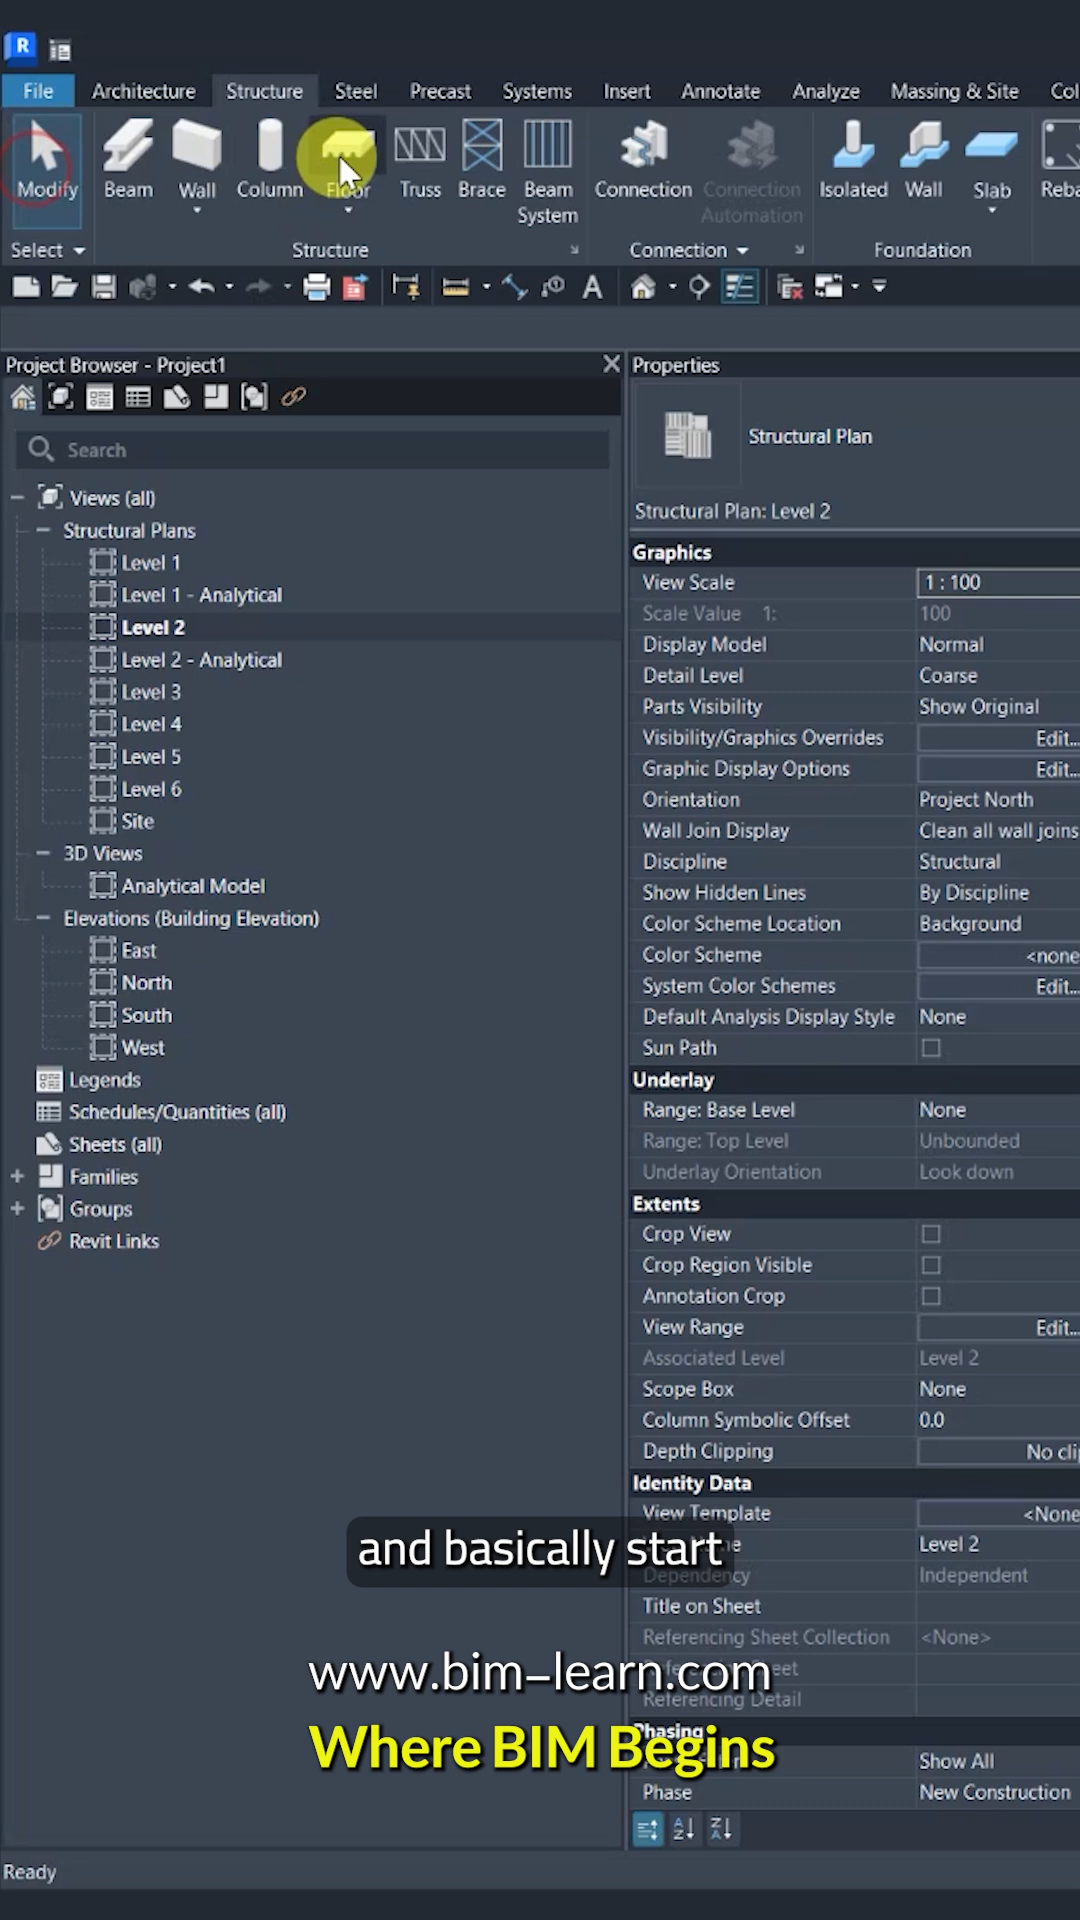 R
File Architecture Structure Steel Precast Systems Insert Annotate Analyze Massing & Site Col
Modify Beam Wall Column Floor Truss Brace Beam System Connection Connection Automation Isolated Wall Slab Reba
Select Structure Connection Foundation
A
Project Browser - Project1
Search
Views (all)
Structural Plans
Level 1
Level 1 - Analytical
Level 2
Level 2 - Analytical
Level 3
Level 4
Level 5
Level 6
Site
3D Views
Analytical Model
Elevations (Building Elevation)
East
North
South
West
Legends
Schedules/Quantities (all)
Sheets (all)
Families
Groups
Revit Links
Properties
Structural Plan
Structural Plan: Level 2
Graphics
View Scale 1 : 100
Scale Value 1: 100
Display Model Normal
Detail Level Coarse
Parts Visibility Show Original
Visibility/Graphics Overrides Edit...
Graphic Display Options Edit...
Orientation Project North
Wall Join Display Clean all wall joins
Discipline Structural
Show Hidden Lines By Discipline
Color Scheme Location Background
Color Scheme <none
System Color Schemes Edit...
Default Analysis Display Style None
Sun Path
Underlay
Range: Base Level None
Range: Top Level Unbounded
Underlay Orientation Look down
Extents
Crop View
Crop Region Visible
Annotation Crop
View Range Edit...
Associated Level Level 2
Scope Box None
Column Symbolic Offset 0.0
Depth Clipping No cli
Identity Data
View Template <None
Level 2
Dependency Independent
Title on Sheet
Referencing Sheet Collection <None>
Referencing Detail
Phasing
Show All
Phase New Construction
and basically start
www.bim-learn.com
Where BIM Begins
Ready